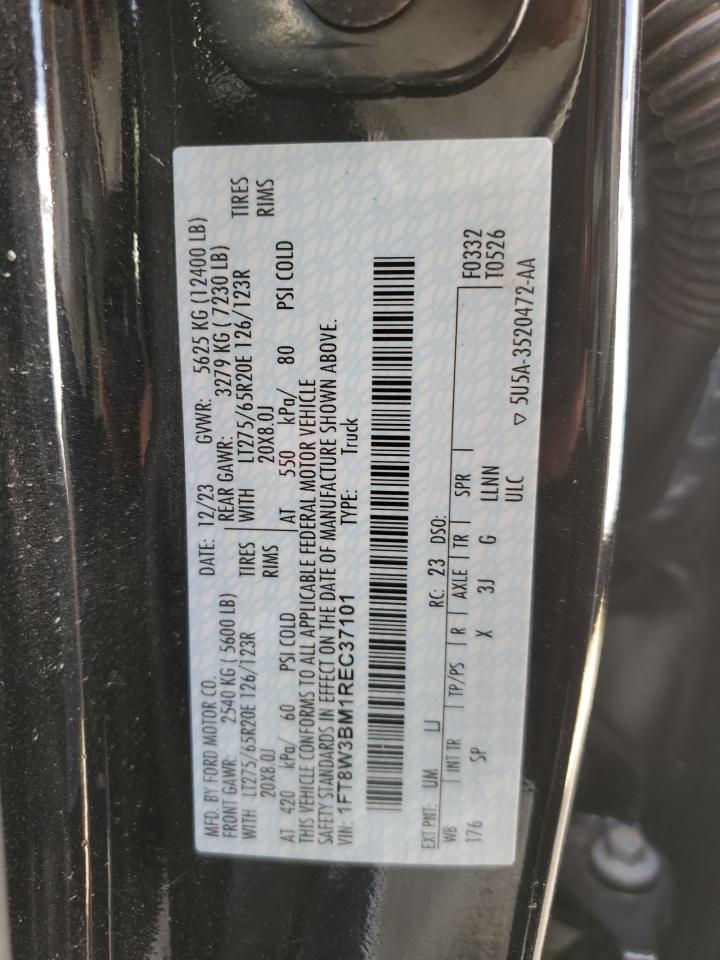 MFD. BY FORD MOTOR CO. DATE: 12/23 GVWR: 5625 KG (12400 LB)
FRONT GAWR: 2540 KG ( 5600 LB) REAR GAWR: 3279 KG ( 7230 LB)
WITH LT275/65R20E 126/123R TIRES WITH LT275/65R20E 126/123R TIRES
20X8.0J RIMS 20X8.0J RIMS
AT 420 kPa/ 60 PSI COLD AT 550 kPa/ 80 PSI COLD
THIS VEHICLE CONFORMS TO ALL APPLICABLE FEDERAL MOTOR VEHICLE
SAFETY STANDARDS IN EFFECT ON THE DATE OF MANUFACTURE SHOWN ABOVE.
VIN: 1FT8W3BM1REC37101 TYPE: Truck
EXT PNT: UM LJ RC: 23 DSO: F0332
WB INT TR TP/PS R AXLE TR SPR T0526
176 SP X 3J G LLNN
ULC ▽ 5U5A-3520472-AA